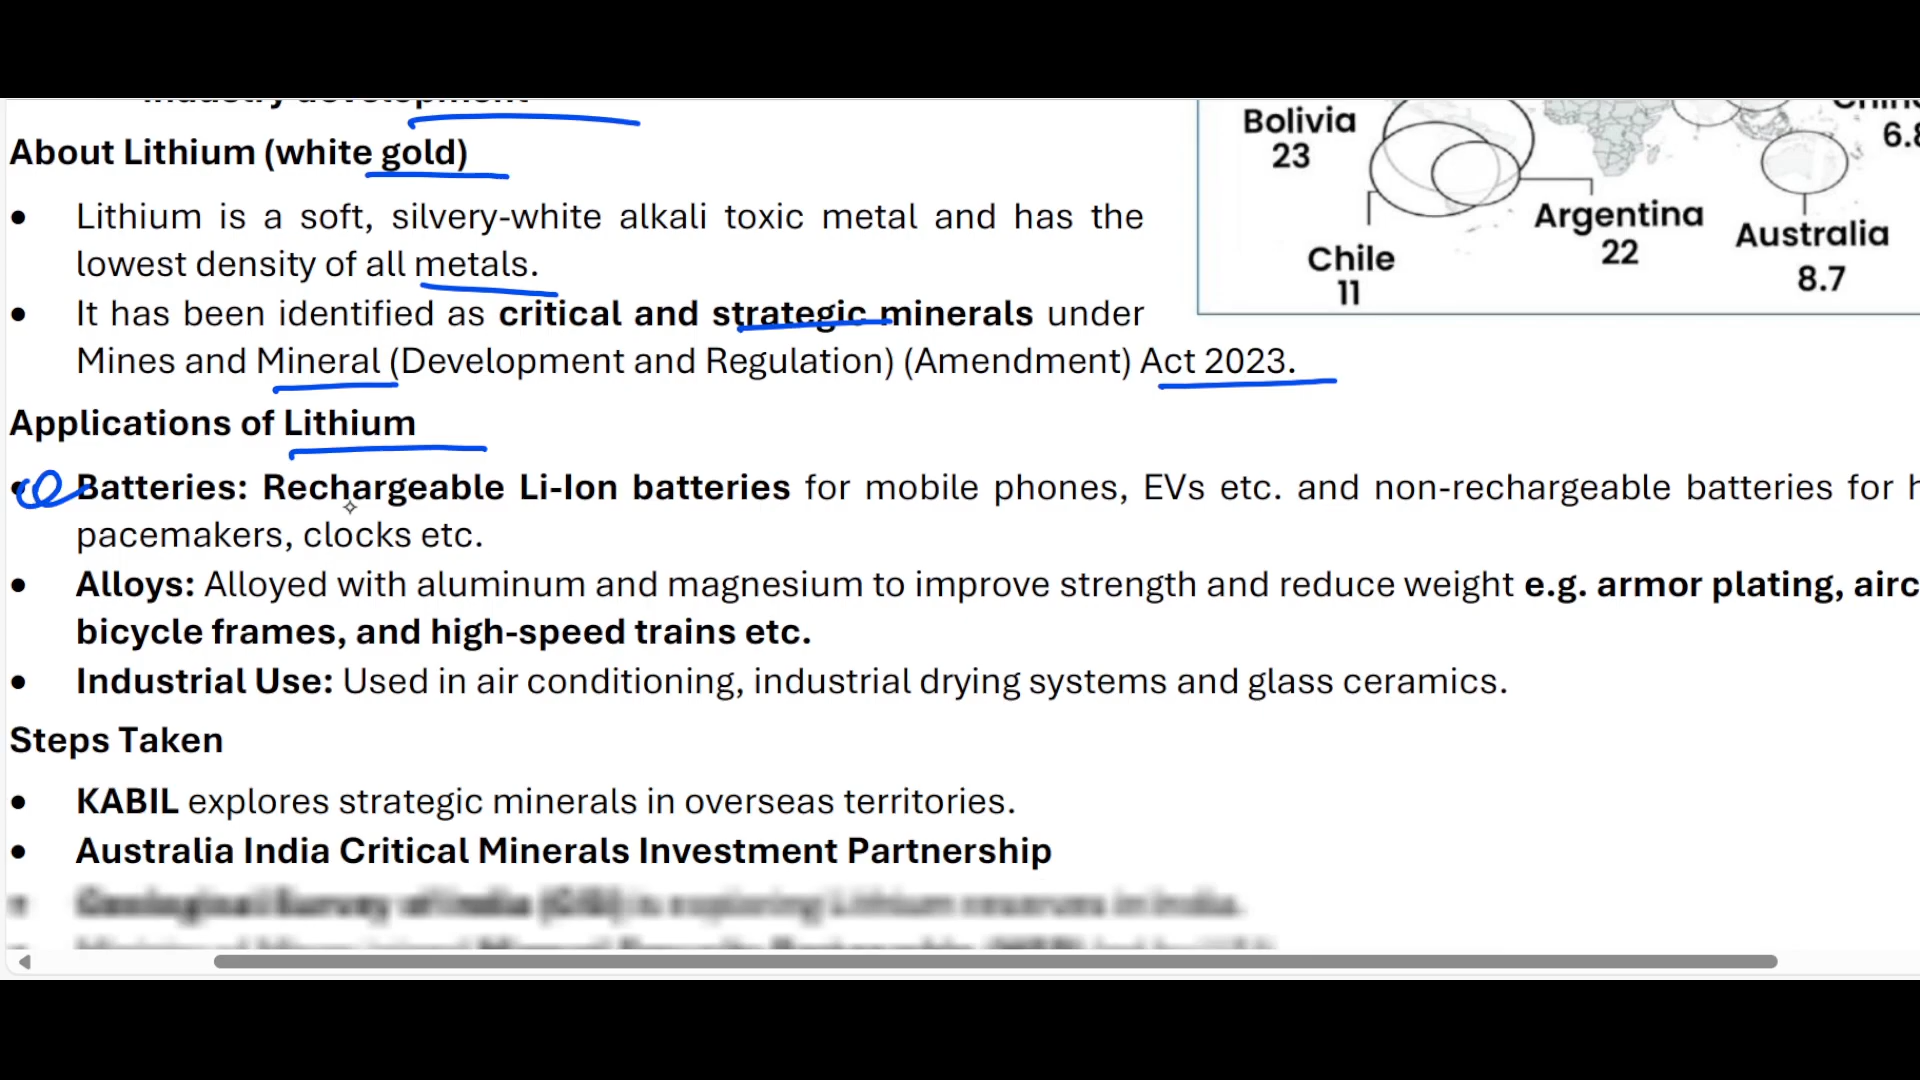 About Lithium (white gold)
• Lithium is a soft, silvery-white alkali toxic metal and has the
lowest density of all metals.
• It has been identified as critical and strategic minerals under
Mines and Mineral (Development and Regulation) (Amendment) Act 2023.
Bolivia
23
Chile
11
Argentina
22
Australia
8.7
Applications of Lithium
• Batteries: Rechargeable Li-Ion batteries for mobile phones, EVs etc. and non-rechargeable batteries for
pacemakers, clocks etc.
• Alloys: Alloyed with aluminum and magnesium to improve strength and reduce weight e.g. armor plating,
bicycle frames, and high-speed trains etc.
• Industrial Use: Used in air conditioning, industrial drying systems and glass ceramics.
Steps Taken
• KABIL explores strategic minerals in overseas territories.
• Australia India Critical Minerals Investment Partnership